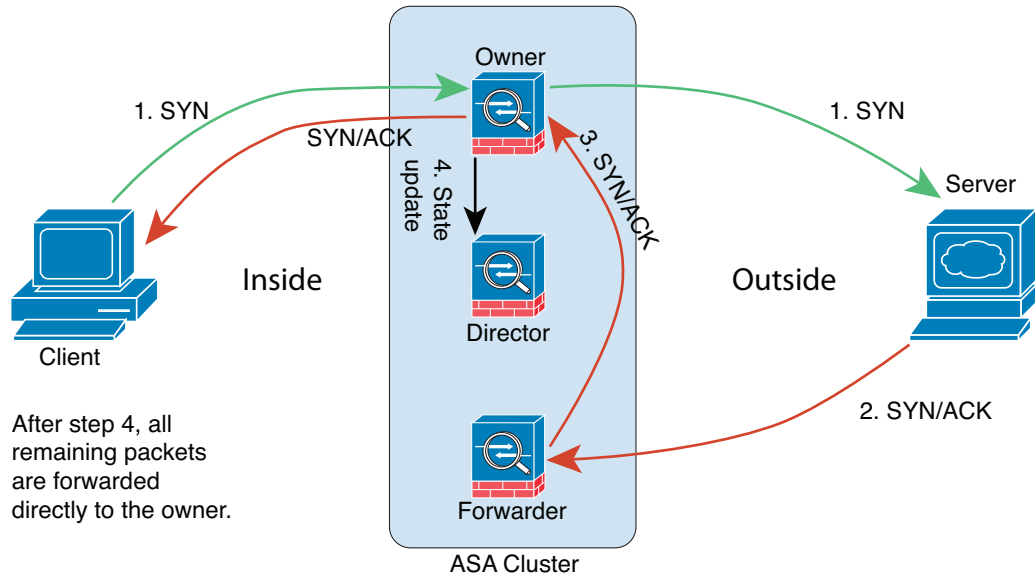 Owner
1. SYN
1. SYN
SYN/ACK
3. SYN/ACK
4. State
update
Server
Inside
Outside
Director
Client
2. SYN/ACK
After step 4, all
remaining packets
are forwarded
directly to the owner.
Forwarder
ASA Cluster